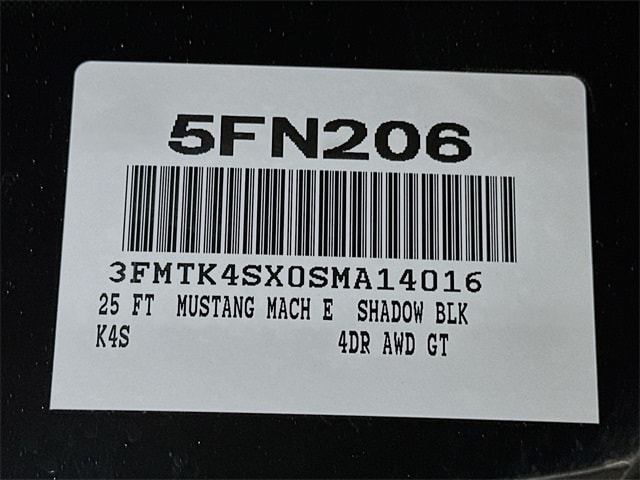 5FN206
3FMTK4SX0SMA14016
25 FT MUSTANG MACH E SHADOW BLK
K4S 4DR AWD GT